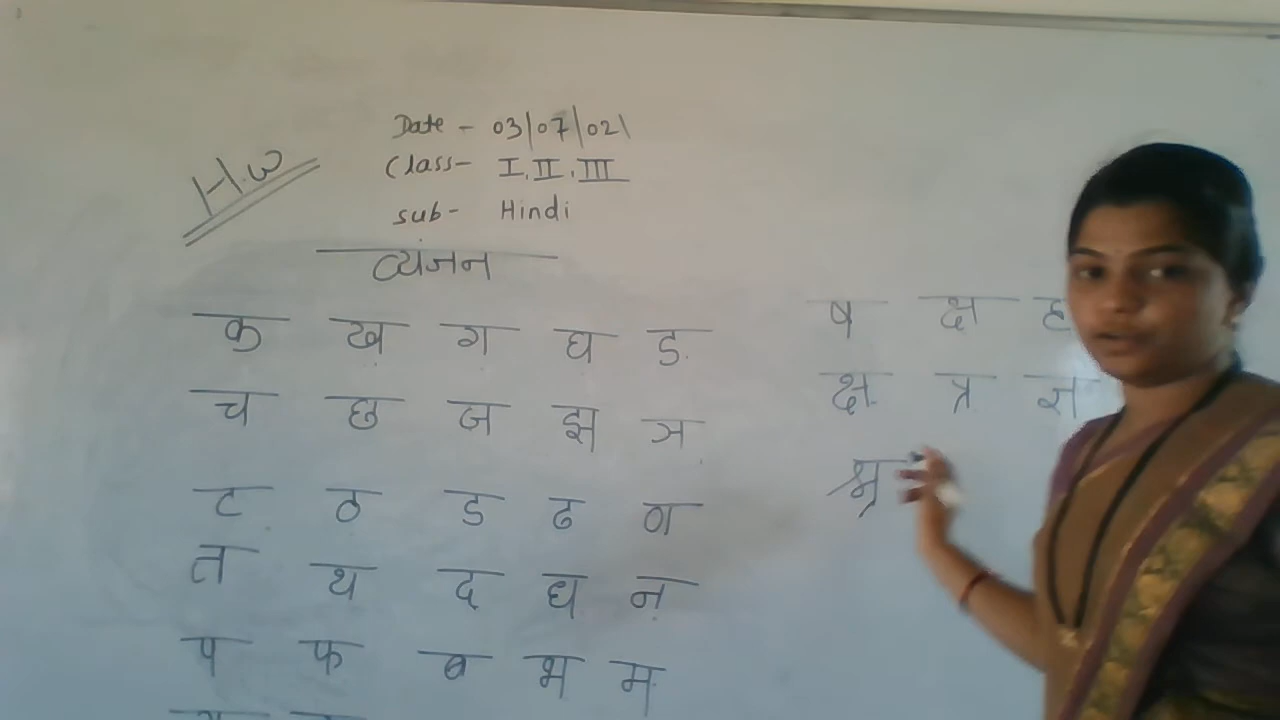 H.W
Date - 03/07/021
Class- I, II, III
Sub- Hindi
व्यंजन
क ख ग घ ङ
च छ ज झ ञ
ट ठ ड ढ ण
त थ द ध न
प फ ब भ म
ष क्ष ह
क्ष त्र ज्ञ
श्र